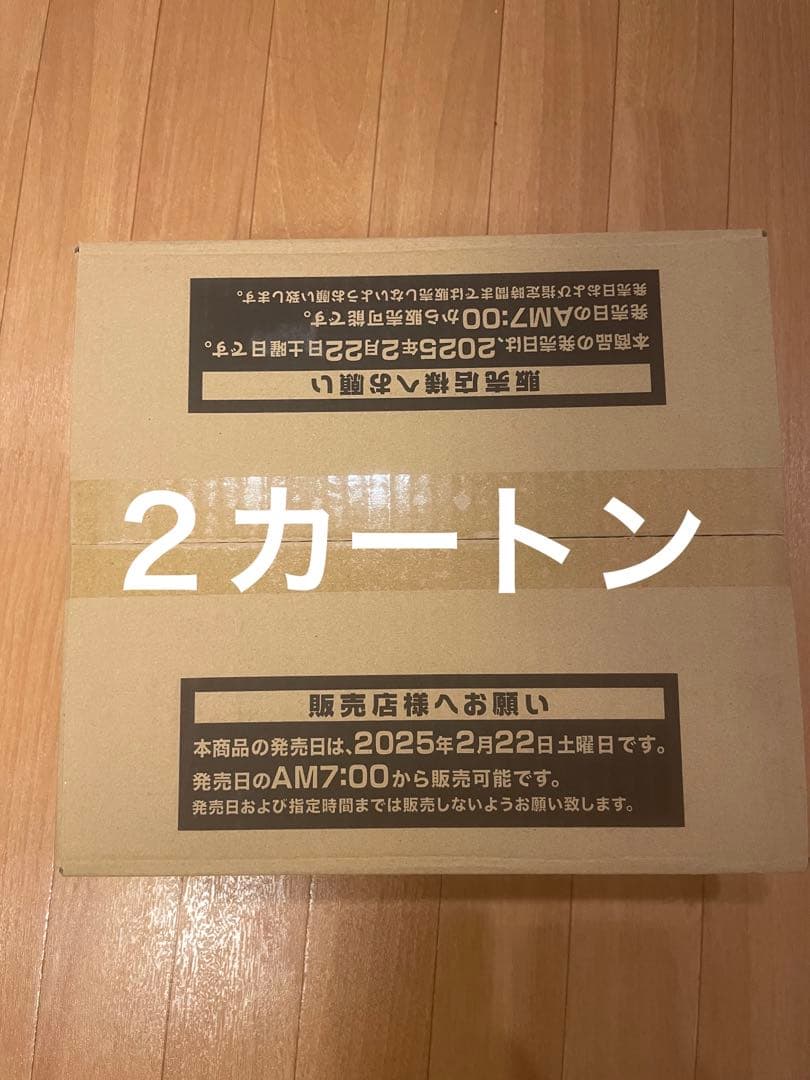 販売店様へお願い
本商品の発売日は、2025年2月22日土曜日です。
発売日のAM7:00から販売可能です。
発売日および指定時間までは販売しないようお願い致します。
２カートン
販売店様へお願い
本商品の発売日は、2025年2月22日土曜日です。
発売日のAM7:00から販売可能です。
発売日および指定時間までは販売しないようお願い致します。